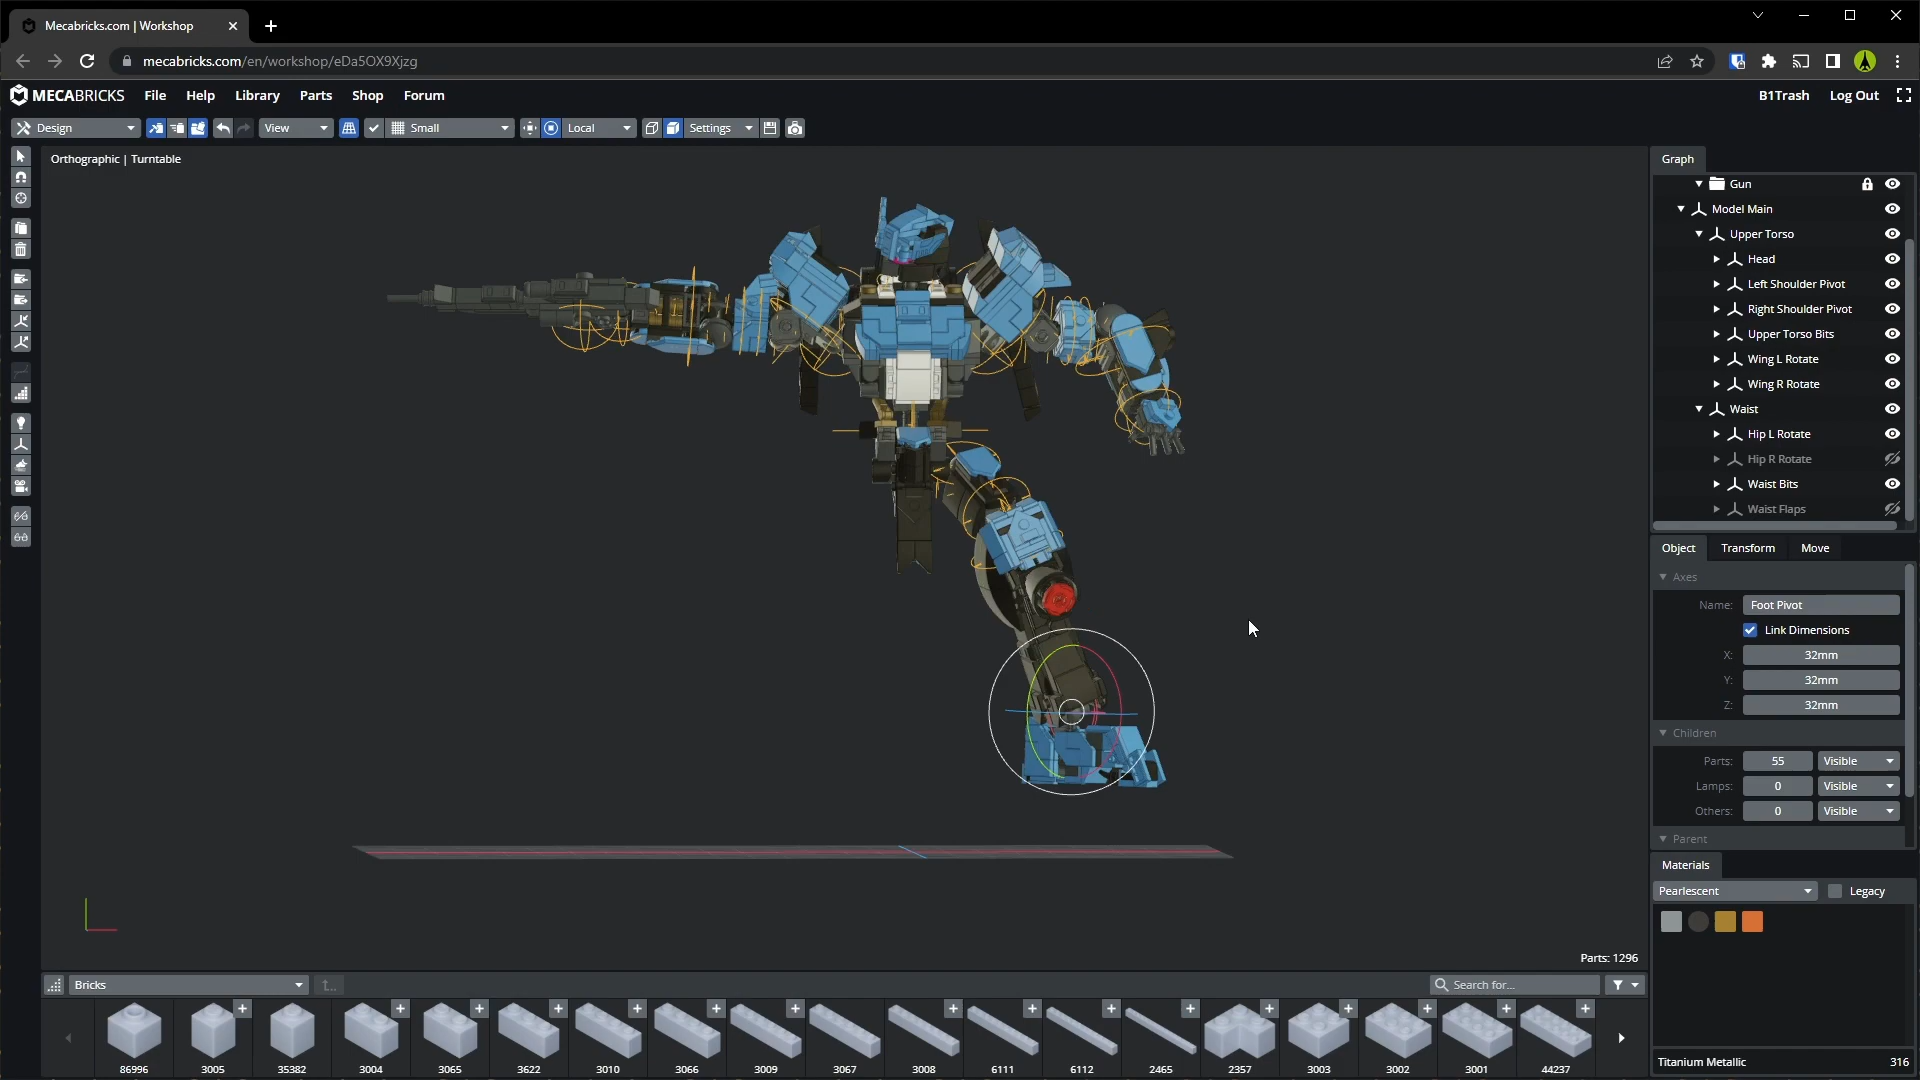 Mecabricks.com | Workshop
mecabricks.com/en/workshop/eDa5OX9Xjzg
MECABRICKS File Help Library Parts Shop Forum B1Trash Log Out
Design View Small Local Settings
Orthographic | Turntable
Graph
Gun
Model Main
Upper Torso
Head
Left Shoulder Pivot
Right Shoulder Pivot
Upper Torso Bits
Wing L Rotate
Wing R Rotate
Waist
Hip L Rotate
Hip R Rotate
Waist Bits
Waist Flaps
Object Transform Move
Axes
Name: Foot Pivot
Link Dimensions
X: 32mm
Y: 32mm
Z: 32mm
Children
Parts: 55 Visible
Lamps: 0 Visible
Others: 0 Visible
Parent
Materials
Pearlescent Legacy
Titanium Metallic 316
Parts: 1296
Bricks Search for...
86996 3005 35382 3004 3065 3622 3010 3066 3009 3067 3008 6111 6112 2465 2357 3003 3002 3001 44237